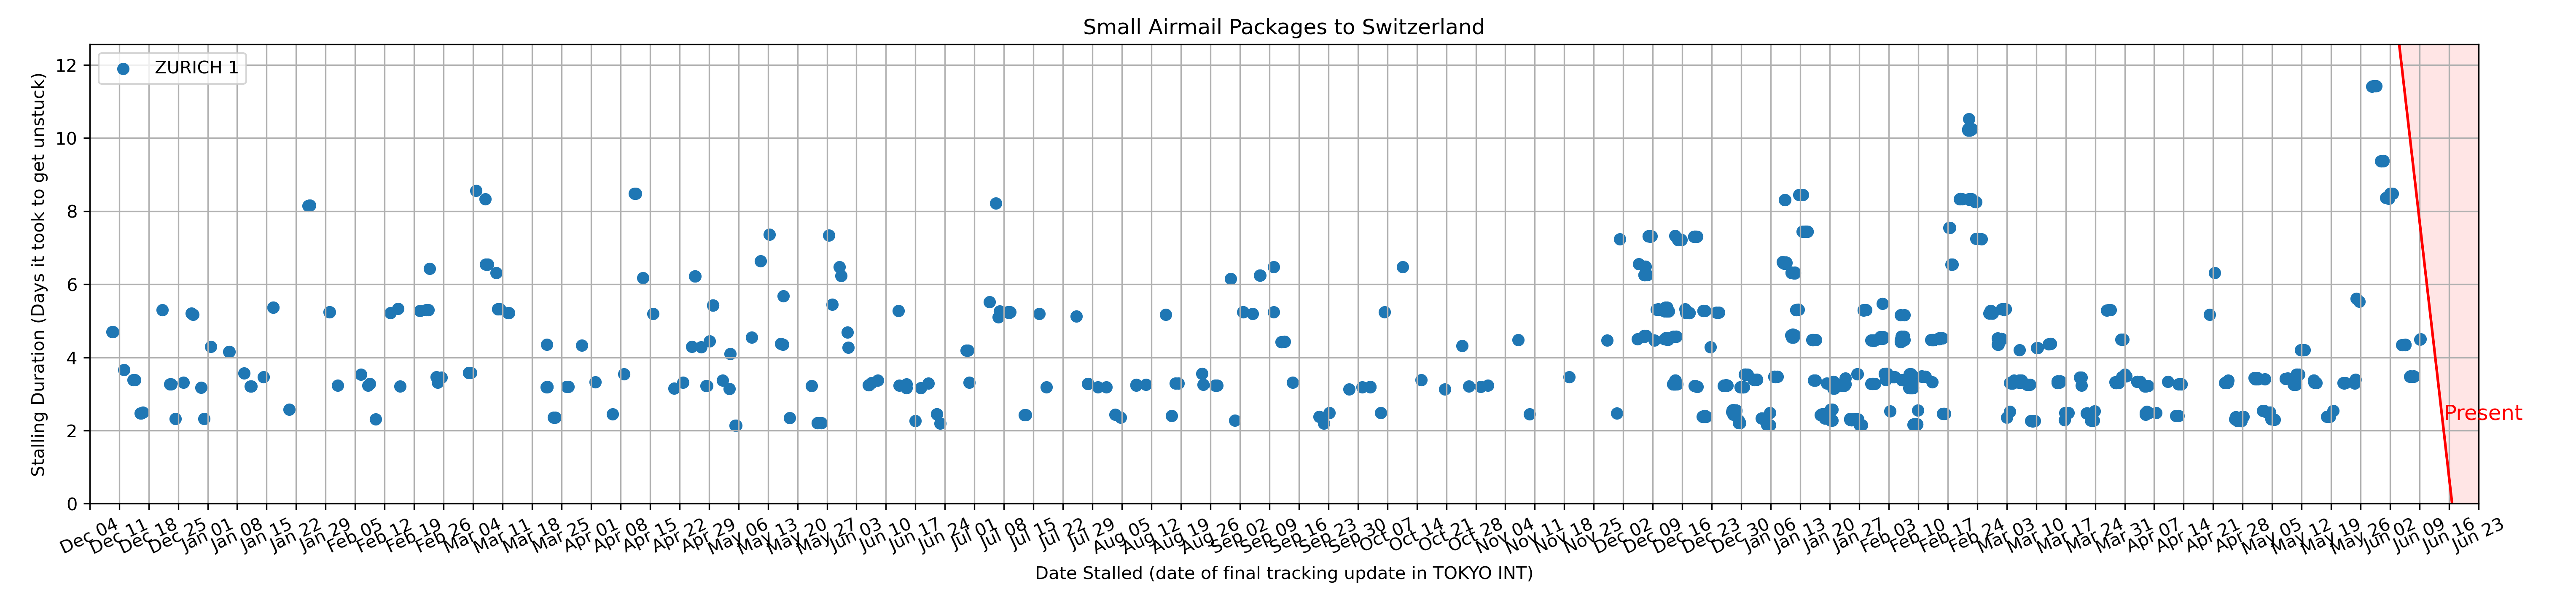 Small Airmail Packages to Switzerland
ZURICH 1
Stalling Duration (Days it took to get unstuck)
12
10
8
6
4
2
0
Present
Dec 04 Dec 11 Dec 18 Dec 25 Jan 01 Jan 08 Jan 15 Jan 22 Jan 29 Feb 05 Feb 12 Feb 19 Feb 26 Mar 04 Mar 11 Mar 18 Mar 25 Apr 01 Apr 08 Apr 15 Apr 22 Apr 29 May 06 May 13 May 20 May 27 Jun 03 Jun 10 Jun 17 Jun 24 Jul 01 Jul 08 Jul 15 Jul 22 Jul 29 Aug 05 Aug 12 Aug 19 Aug 26 Sep 02 Sep 09 Sep 16 Sep 23 Sep 30 Oct 07 Oct 14 Oct 21 Oct 28 Nov 04 Nov 11 Nov 18 Nov 25 Dec 02 Dec 09 Dec 16 Dec 23 Dec 30 Jan 06 Jan 13 Jan 20 Jan 27 Feb 03 Feb 10 Feb 17 Feb 24 Mar 03 Mar 10 Mar 17 Mar 24 Mar 31 Apr 07 Apr 14 Apr 21 Apr 28 May 05 May 12 May 19 May 26 Jun 02 Jun 09 Jun 16 Jun 23
Date Stalled (date of final tracking update in TOKYO INT)